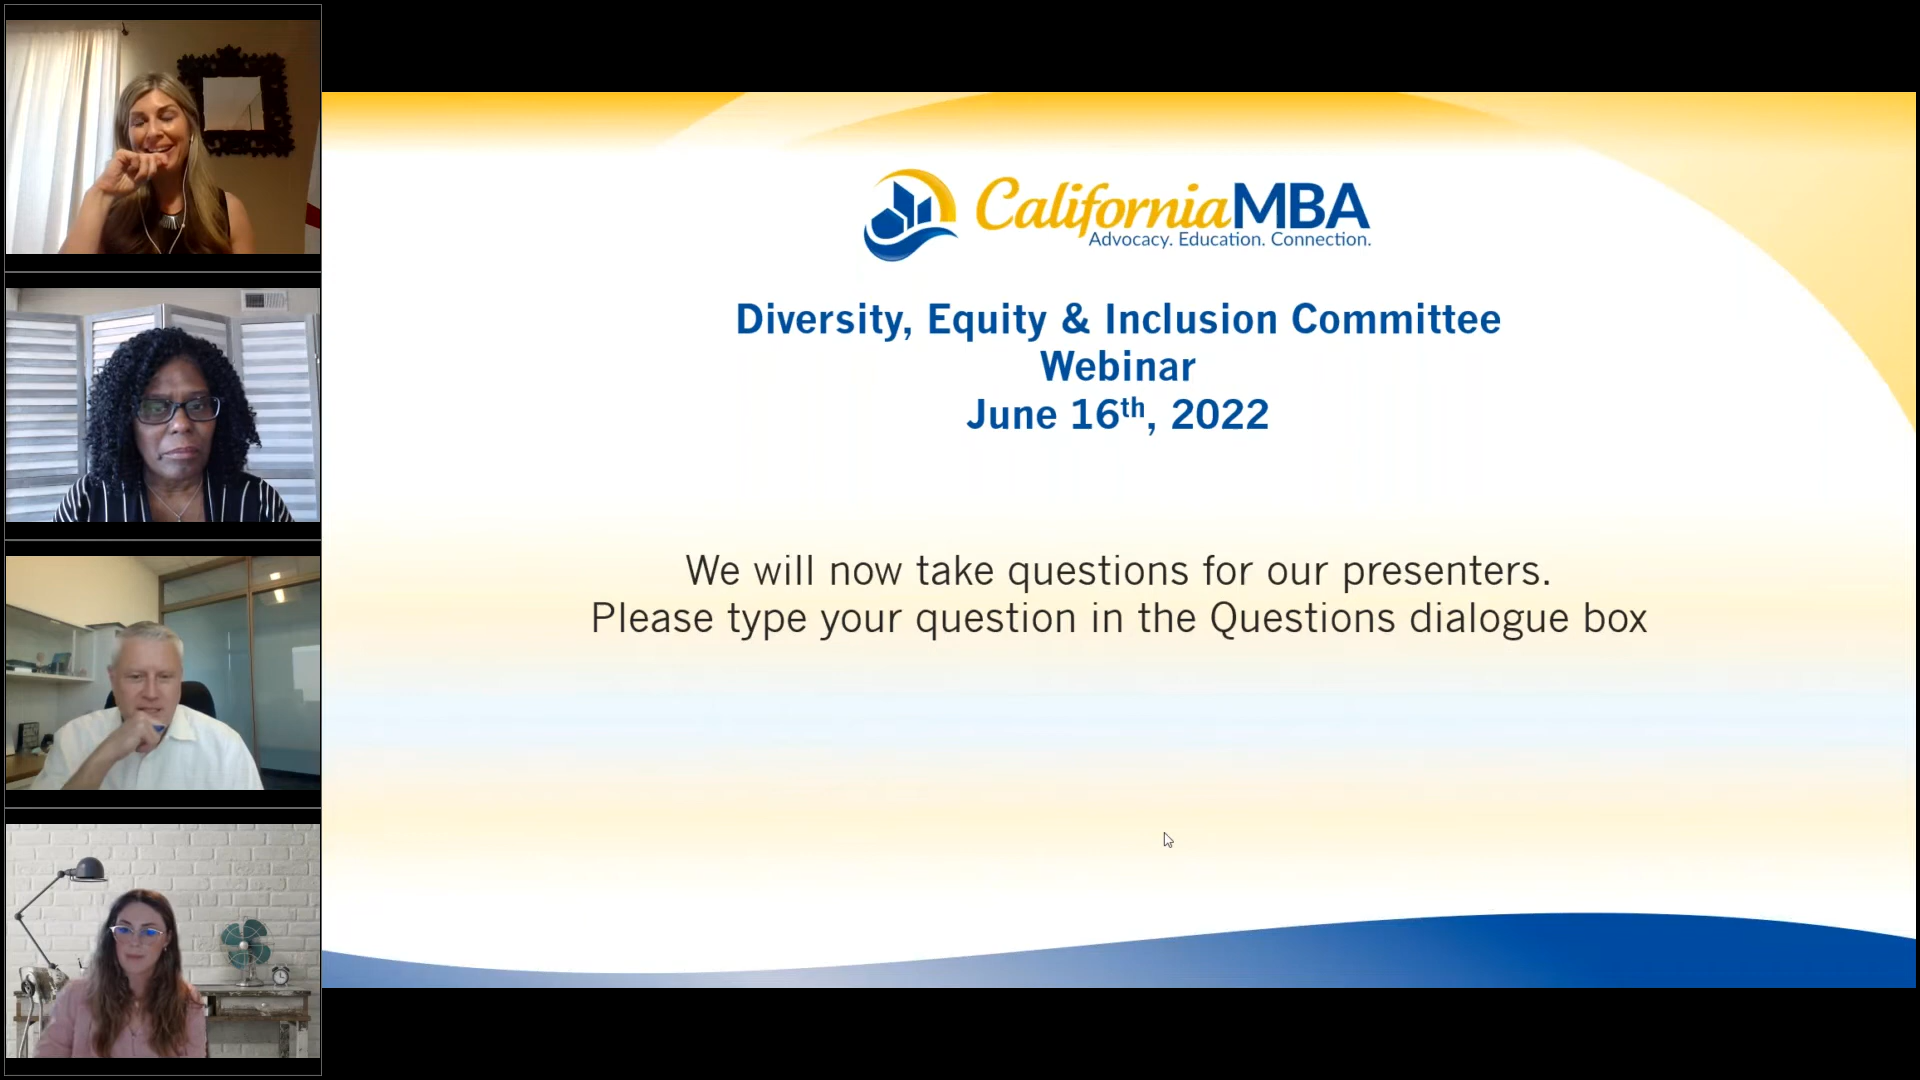 CaliforniaMBA
Advocacy. Education. Connection.
Diversity, Equity & Inclusion Committee
Webinar
June 16th, 2022
We will now take questions for our presenters.
Please type your question in the Questions dialogue box